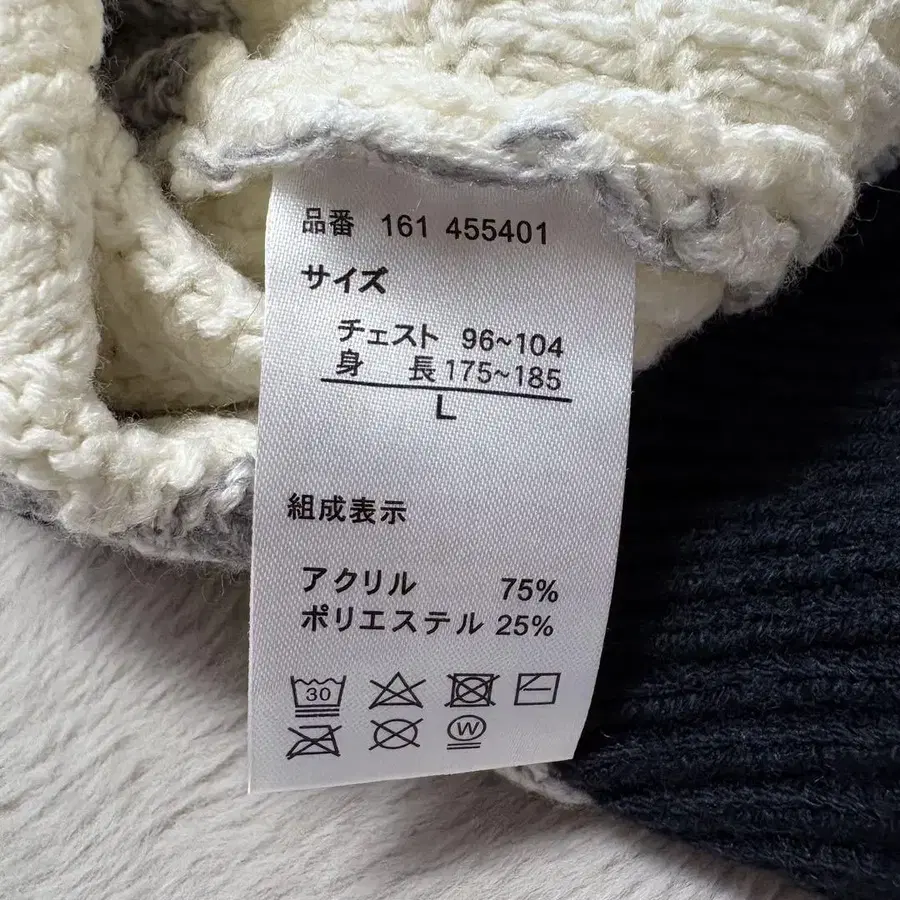 品番 161 455401
サイズ
チェスト 96~104
身 長 175~185
L
組成表示
アクリル 75%
ポリエステル 25%
30
W